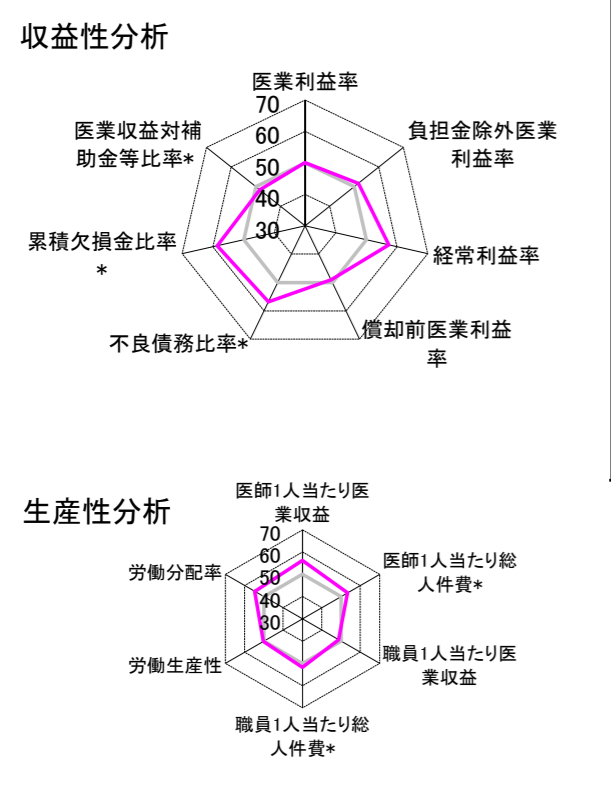 収益性分析
医業利益率
70
60
50
40
30
負担金除外医業
利益率
経常利益率
償却前医業利益
率
不良債務比率*
累積欠損金比率
*
医業収益対補
助金等比率*
生産性分析
医師1人当たり医
業収益
70
60
50
40
30
医師1人当たり総
人件費*
職員1人当たり医
業収益
職員1人当たり総
人件費*
労働生産性
労働分配率